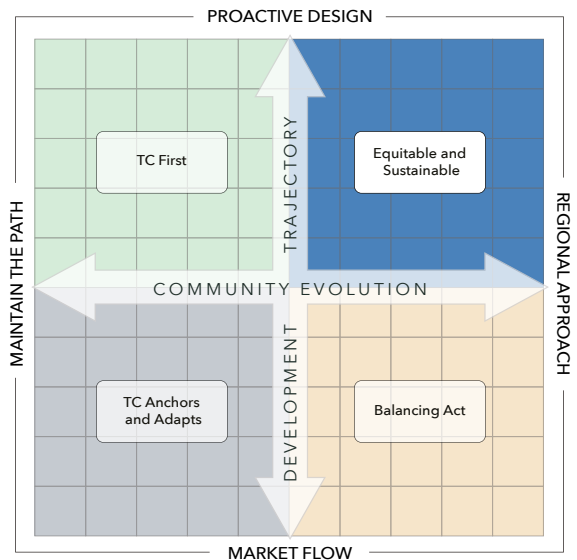 PROACTIVE DESIGN
TC First
Equitable and
Sustainable
TRAJECTORY
MAINTAIN THE PATH
COMMUNITY EVOLUTION
REGIONAL APPROACH
TC Anchors
and Adapts
Balancing Act
DEVELOPMENT
MARKET FLOW